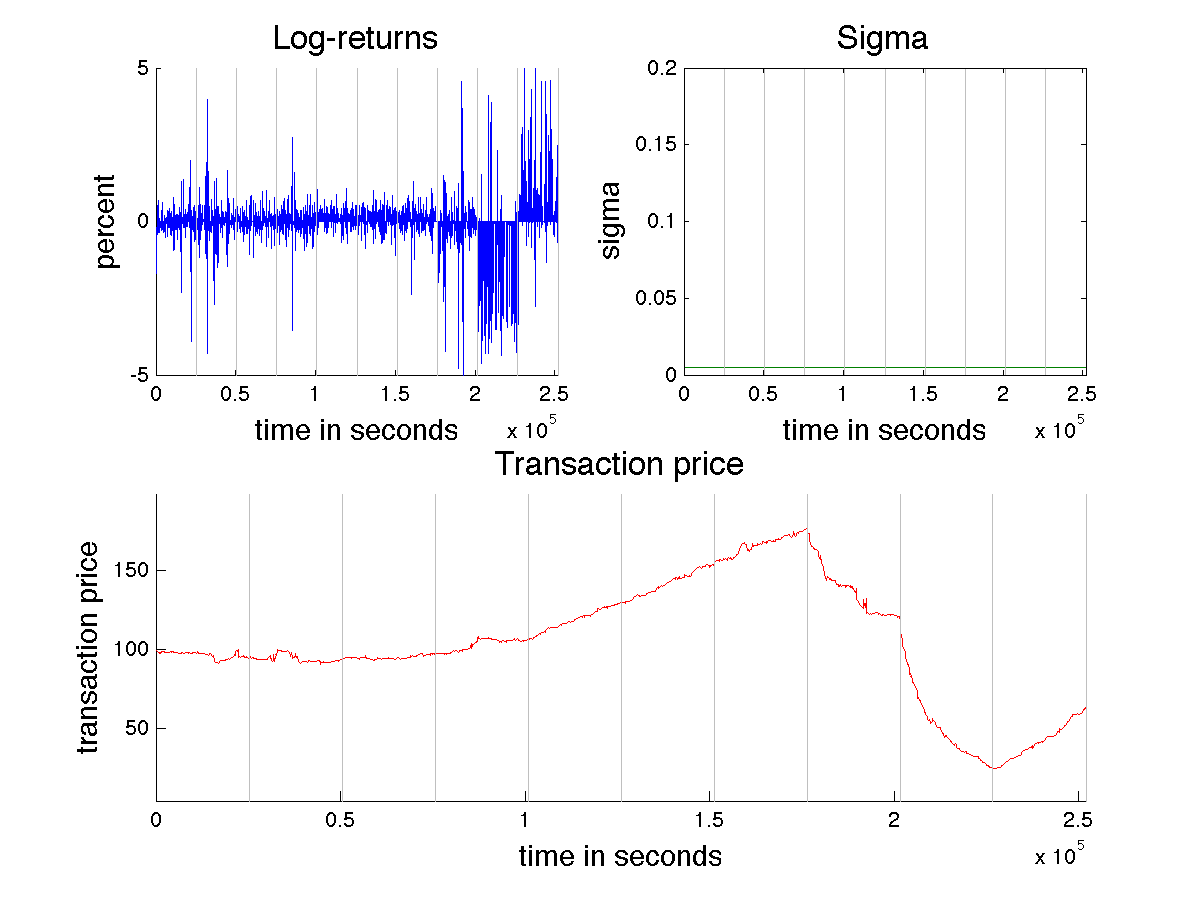 Log-returns
percent
5
0
-5
0 0.5 1 1.5 2 2.5
x 10^5
time in seconds
Sigma
sigma
0.2
0.15
0.1
0.05
0
0 0.5 1 1.5 2 2.5
x 10^5
time in seconds
Transaction price
transaction price
150
100
50
0 0.5 1 1.5 2 2.5
x 10^5
time in seconds